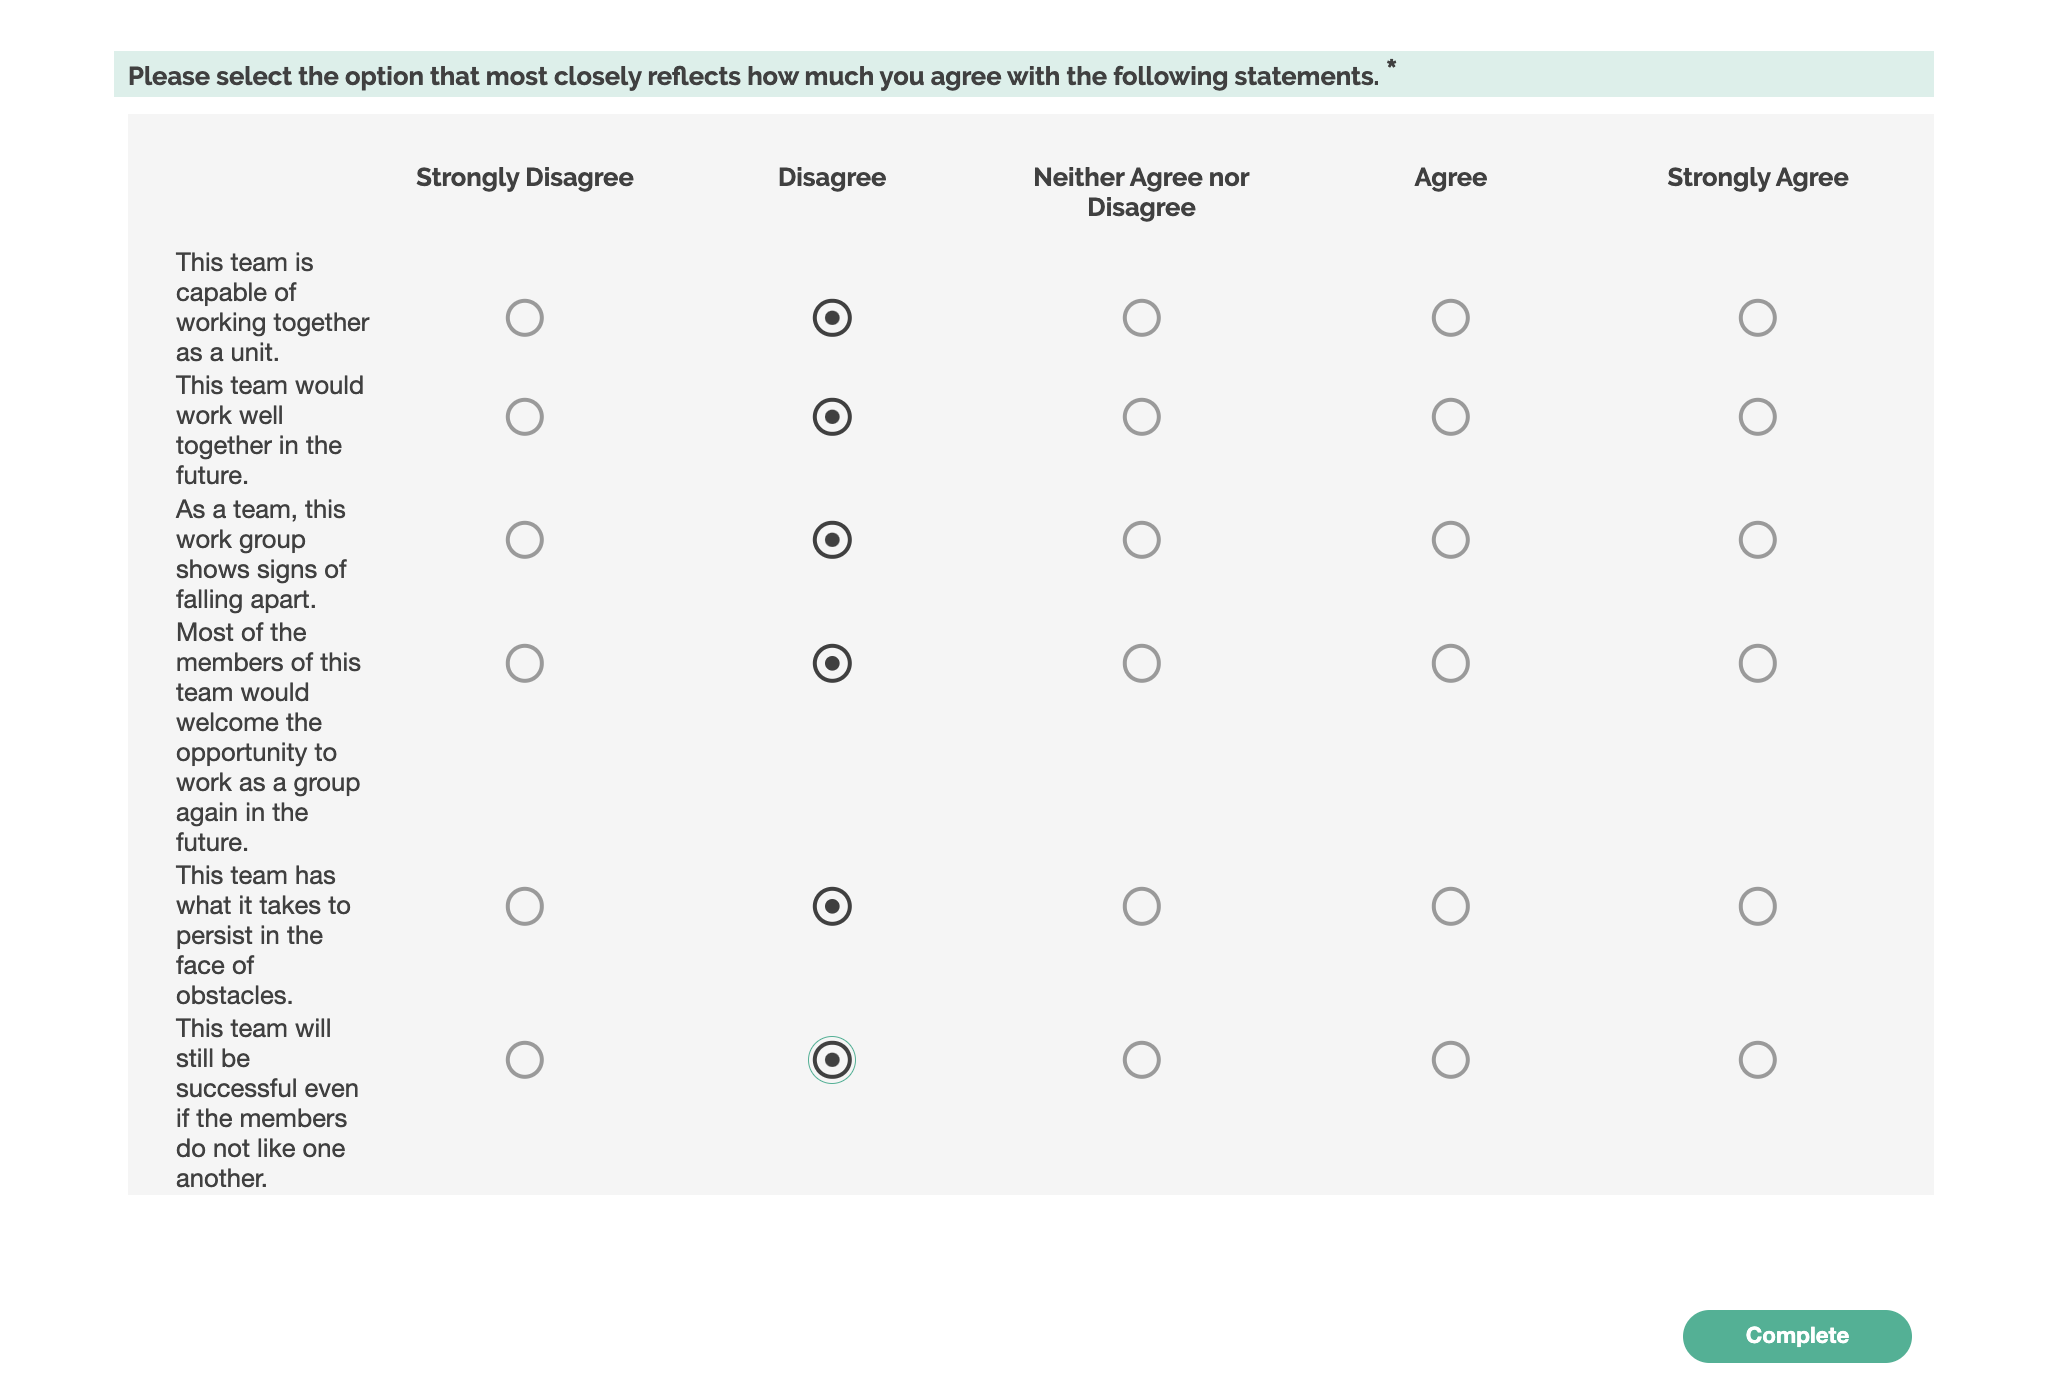 Please select the option that most closely reflects how much you agree with the following statements. *
Strongly Disagree
Disagree
Neither Agree nor
Disagree
Agree
Strongly Agree
This team is
capable of
working together
as a unit.
This team would
work well
together in the
future.
As a team, this
work group
shows signs of
falling apart.
Most of the
members of this
team would
welcome the
opportunity to
work as a group
again in the
future.
This team has
what it takes to
persist in the
face of
obstacles.
This team will
still be
successful even
if the members
do not like one
another.
Complete